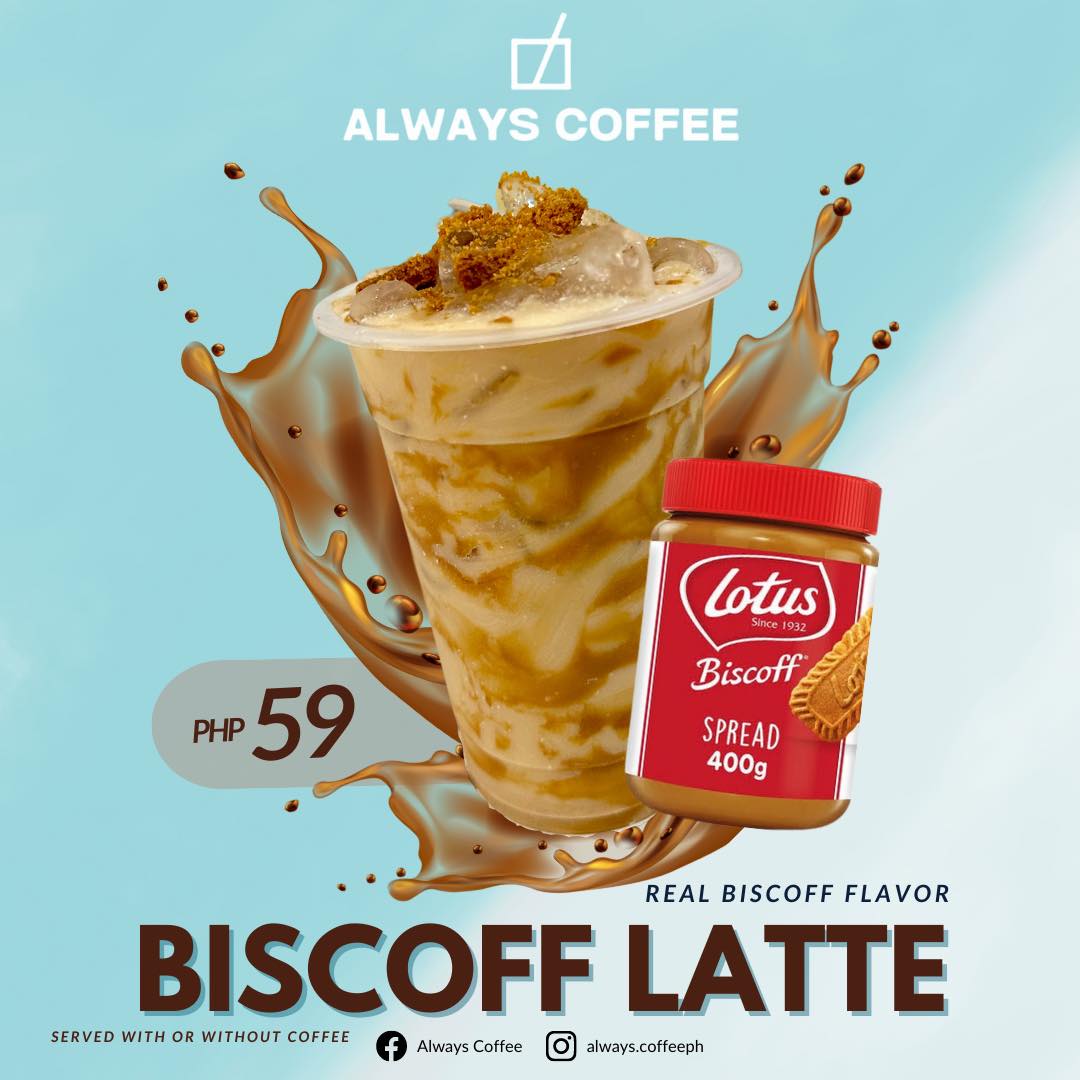 ALWAYS COFFEE
Lotus
Since 1932
Biscoff
SPREAD
400g
PHP 59
REAL BISCOFF FLAVOR
BISCOFF LATTE
SERVED WITH OR WITHOUT COFFEE
Always Coffee
always.coffeeph